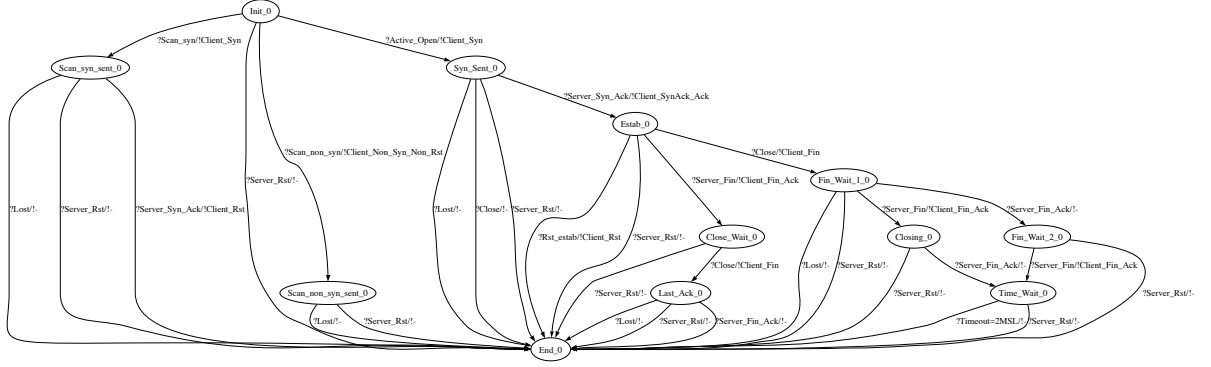 Init_0
?Scan_syn/!Client_Syn
?Active_Open/!Client_Syn
Scan_syn_sent_0
Syn_Sent_0
?Server_Syn_Ack/!Client_SynAck_Ack
Estab_0
?Scan_non_syn/!Client_Non_Syn_Non_Rst
?Close/!Client_Fin
?Server_Rst/!-
?Server_Fin/!Client_Fin_Ack
Fin_Wait_1_0
?Lost/!-
?Server_Rst/!-
?Server_Syn_Ack/!Client_Rst
?Lost/!-
?Close/!-
?Server_Rst/!-
?Server_Fin/!Client_Fin_Ack
?Server_Fin_Ack/!-
?Rst_estab/!Client_Rst
?Server_Rst/!-
Close_Wait_0
Closing_0
Fin_Wait_2_0
?Close/!Client_Fin
?Lost/!-
?Server_Rst/!-
?Server_Fin_Ack/!-
?Server_Fin/!Client_Fin_Ack
Scan_non_syn_sent_0
?Server_Rst/!-
Last_Ack_0
?Server_Rst/!-
Time_Wait_0
?Server_Rst/!-
?Lost/!-
?Server_Rst/!-
?Lost/!-
?Server_Rst/!-
?Server_Fin_Ack/!-
?Timeout=2MSL/!-
?Server_Rst/!-
End_0